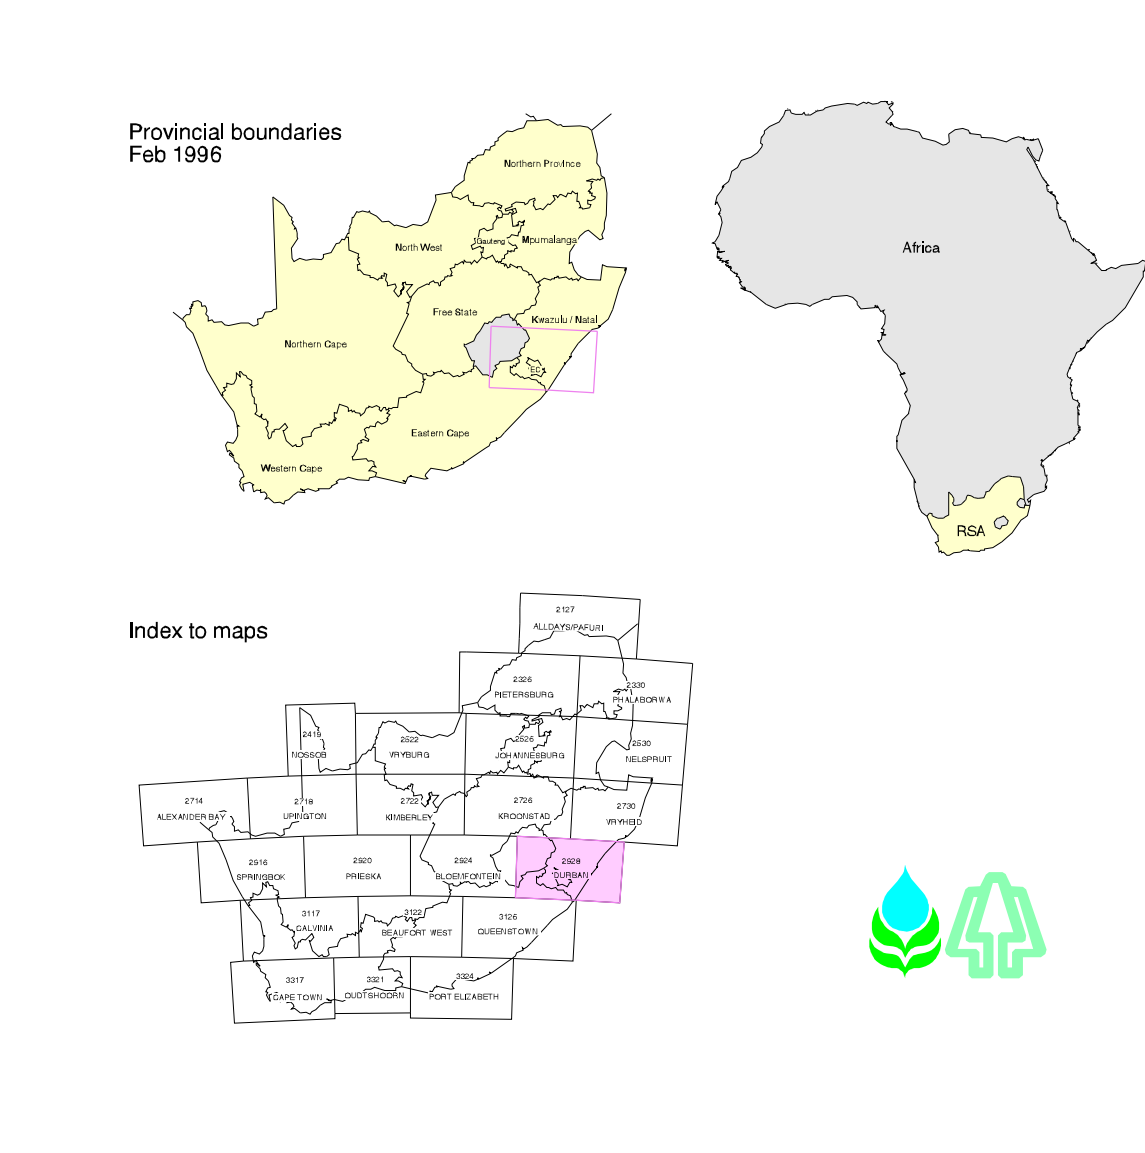 Provincial boundaries
Feb 1996
Northern Province
North West
Gauteng
Mpumalanga
Free State
Kwazulu / Natal
Northern Cape
EC
Eastern Cape
Western Cape
Africa
RSA
Index to maps
2127
ALLDAYS/PAFURI
2326
PIETERSBURG
2330
PHALABORWA
2419
NOSSOB
2522
VRYBURG
2526
JOHANNESBURG
2530
NELSPRUIT
2714
ALEXANDER BAY
2718
UPINGTON
2722
KIMBERLEY
2726
KROONSTAD
2730
VRYHEID
2916
SPRINGBOK
2920
PRIESKA
2924
BLOEMFONTEIN
2928
DURBAN
3117
CALVINIA
3122
BEAUFORT WEST
3126
QUEENSTOWN
3317
CAPE TOWN
3321
OUDTSHOORN
3324
PORT ELIZABETH